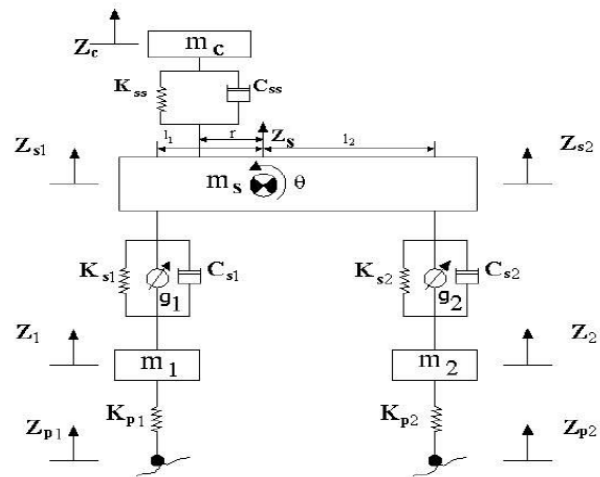 Z_c
m_c
K_ss C_ss
l_1 r Z_s l_2
Z_s1 Z_s2
m_s θ
K_s1 C_s1 K_s2 C_s2
g_1 g_2
Z_1 Z_2
m_1 m_2
K_p1 K_p2
Z_p1 Z_p2